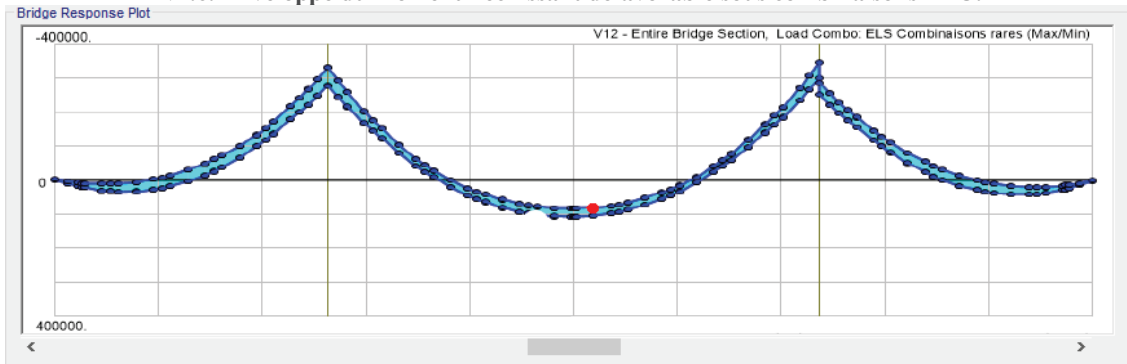 Bridge Response Plot
-400000.
V12 - Entire Bridge Section, Load Combo: ELS Combinaisons rares (Max/Min)
0
400000.